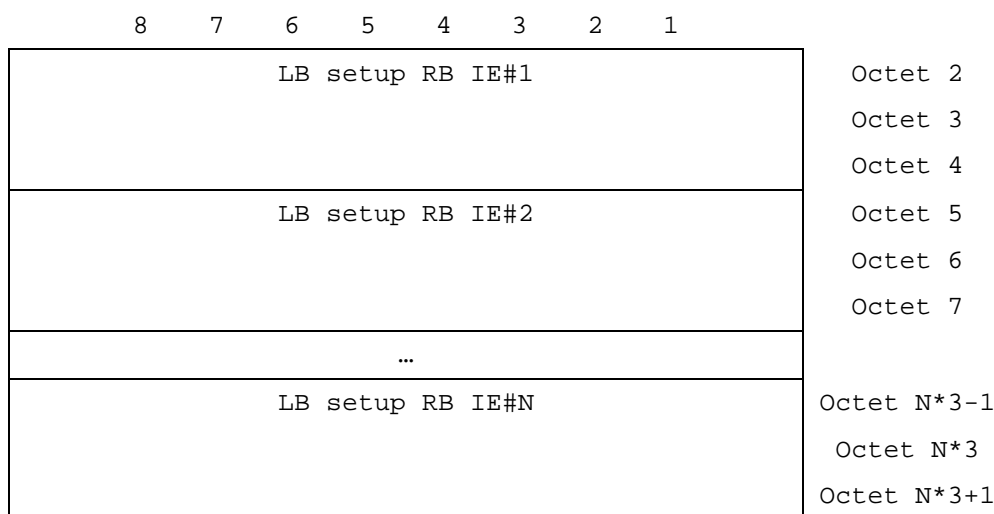 8 7 6 5 4 3 2 1
LB setup RB IE#1 Octet 2
Octet 3
Octet 4
LB setup RB IE#2 Octet 5
Octet 6
Octet 7
…
LB setup RB IE#N Octet N*3-1
Octet N*3
Octet N*3+1